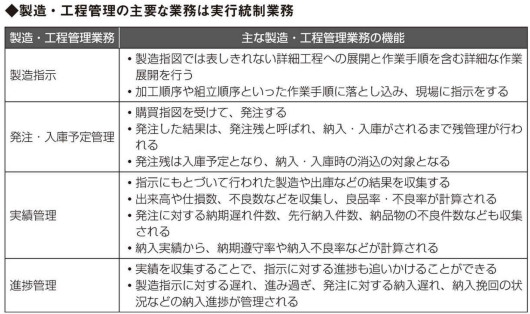 ◆製造・工程管理の主要な業務は実行統制業務
製造・工程管理業務
主な製造・工程管理業務の機能
製造指示
• 製造指図では表しきれない詳細工程への展開と作業手順を含む詳細な作業
展開を行う
• 加工順序や組立順序といった作業手順に落とし込み、現場に指示をする
発注・入庫予定管理
• 購買指図を受けて、発注する
• 発注した結果は、発注残と呼ばれ、納入・入庫がされるまで残管理が行わ
れる
• 発注残は入庫予定となり、納入・入庫時の消込の対象となる
実績管理
• 指示にもとづいて行われた製造や出庫などの結果を収集する
• 出来高や仕損数、不良数などを収集し、良品率・不良率が計算される
• 発注に対する納期遅れ件数、先行納入件数、納品物の不良件数なども収集
される
• 納入実績から、納期遵守率や納入不良率などが計算される
進捗管理
• 実績を収集することで、指示に対する進捗も追いかけることができる
• 製造指示に対する遅れ、進み過ぎ、発注に対する納入遅れ、納入挽回の状
況などの納入進捗が管理される